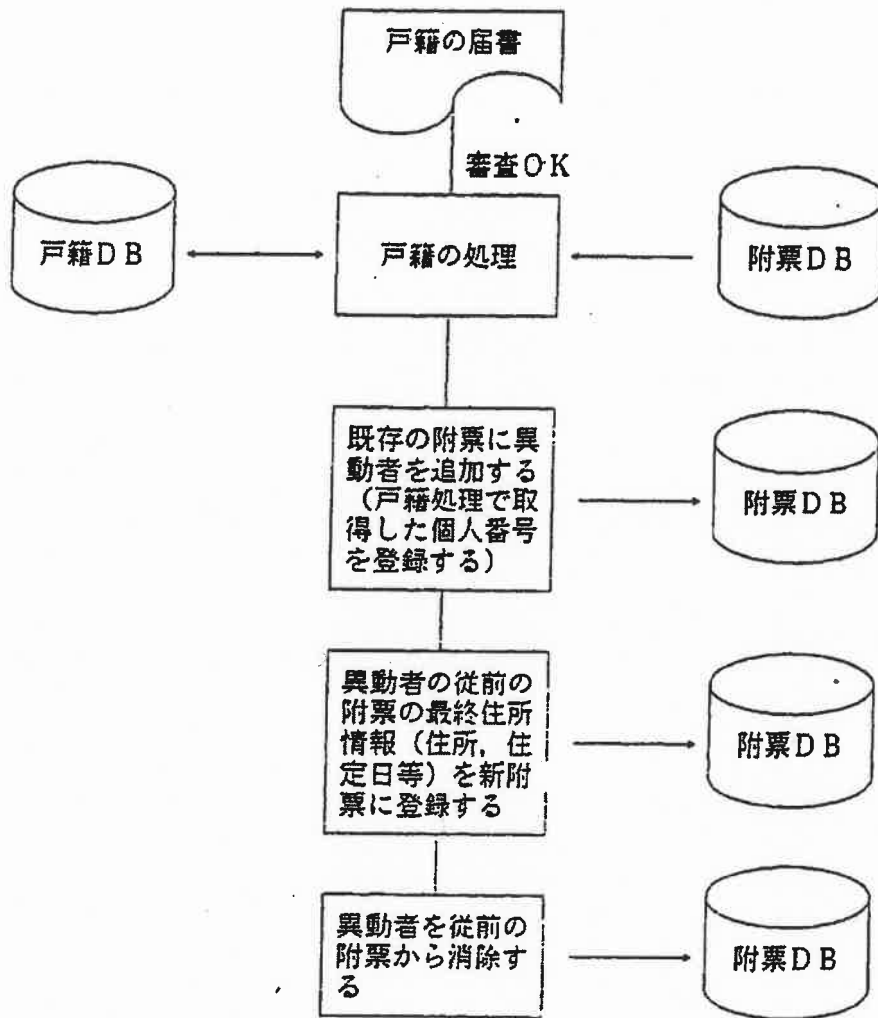 戸籍の届書
審査OK
戸籍DB
戸籍の処理
附票DB
既存の附票に異
動者を追加する
（戸籍処理で取
得した個人番号
を登録する）
附票DB
異動者の従前の
附票の最終住所
情報（住所，住
定日等）を新附
票に登録する
附票DB
異動者を従前の
附票から消除す
る
附票DB